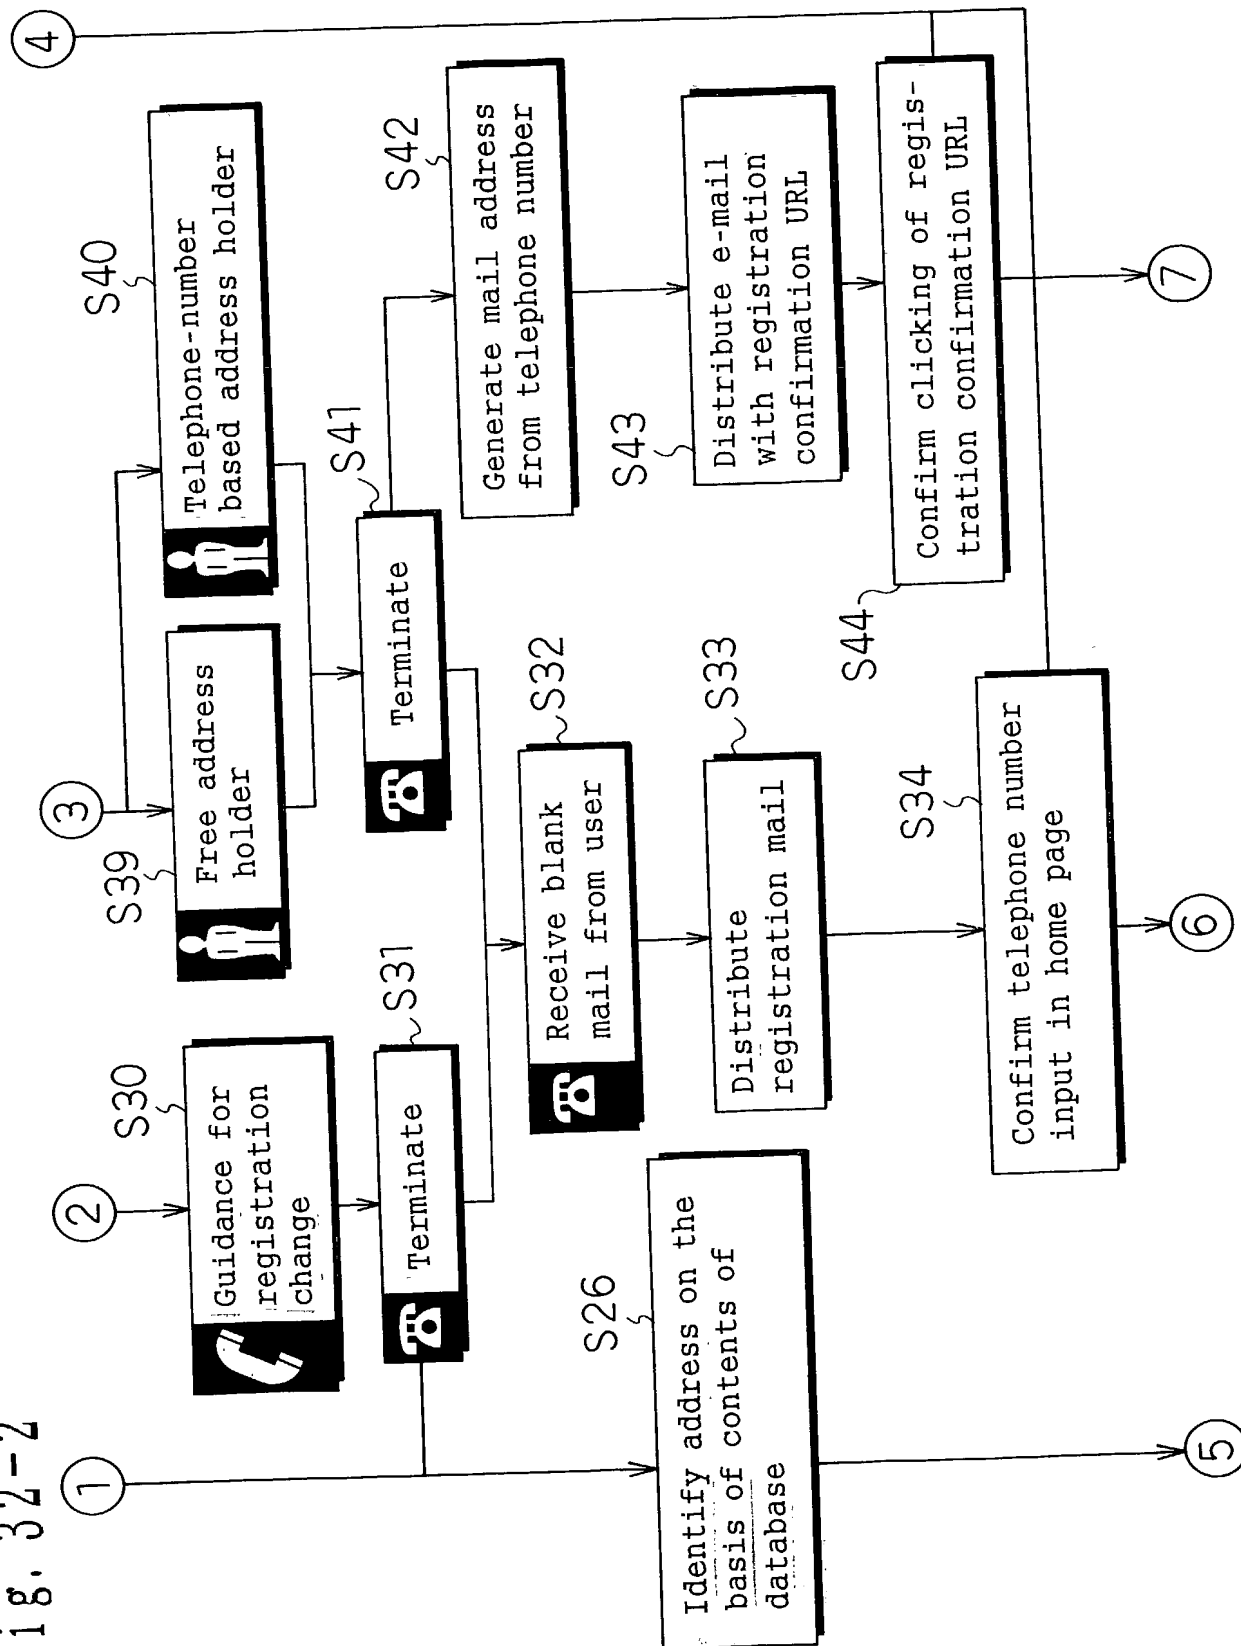 ig. 32-2
1
2
3
4
S30
Guidance for
registration
change
S39
Free address
holder
S40
Telephone-number
based address holder
S31
Terminate
S41
Terminate
S42
Generate mail address
from telephone number
S26
Identify address on the
basis of contents of
database
S32
Receive blank
mail from user
S33
Distribute
registration mail
S43
Distribute e-mail
with registration
confirmation URL
S34
Confirm telephone number
input in home page
S44
Confirm clicking of regis-
tration confirmation URL
5
6
7